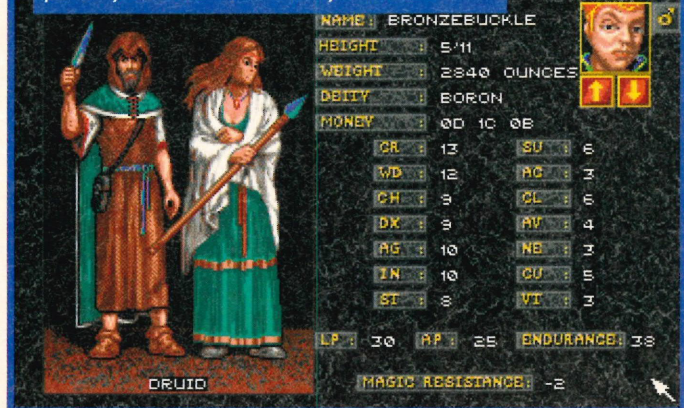 NAME: BRONZEBUCKLE
HEIGHT : 5'11
WEIGHT : 2840 OUNCES
DEITY : BORON
MONEY : 0D 1C 0B
CR : 13 SU : 6
WD : 12 AC : 3
CH : 9 CL : 6
DX : 9 AV : 4
AG : 10 NE : 3
IN : 10 CU : 5
ST : 8 VT : 3
LP : 30 AP : 25 ENDURANCE: 38
DRUID
MAGIC RESISTANCE: -2